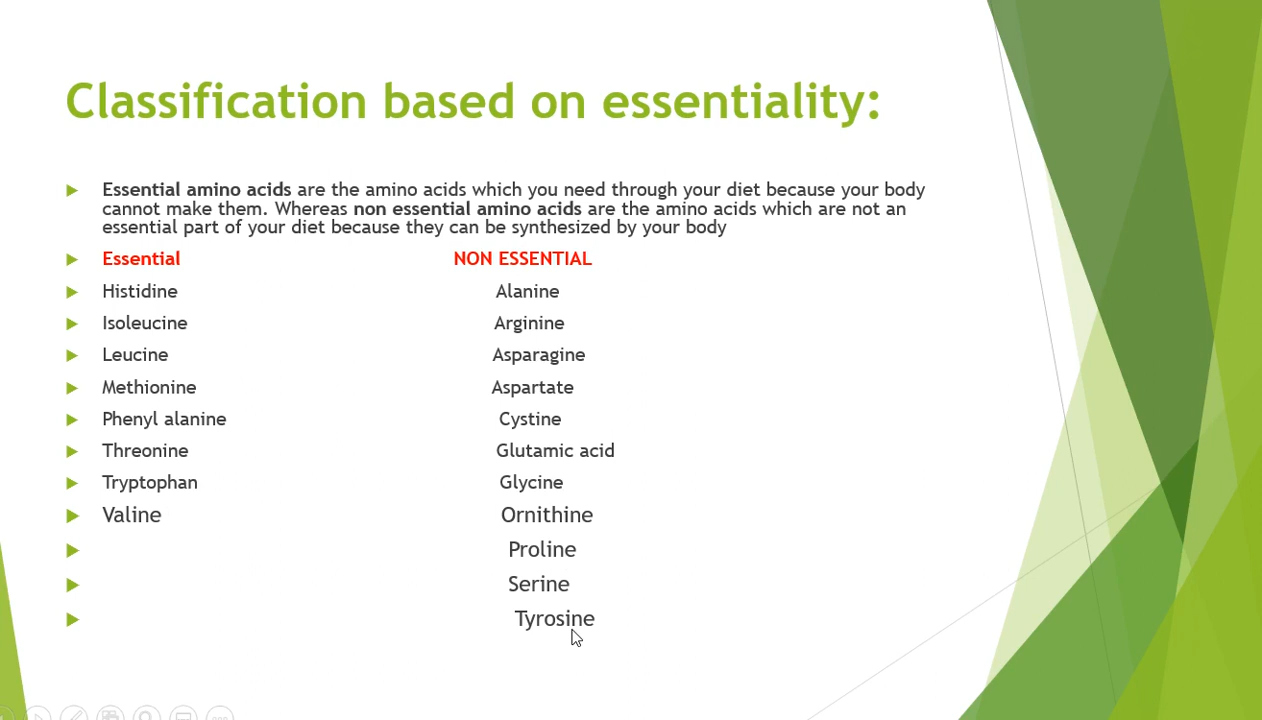 Classification based on essentiality:
Essential amino acids are the amino acids which you need through your diet because your body
cannot make them. Whereas non essential amino acids are the amino acids which are not an
essential part of your diet because they can be synthesized by your body
Essential NON ESSENTIAL
Histidine Alanine
Isoleucine Arginine
Leucine Asparagine
Methionine Aspartate
Phenyl alanine Cystine
Threonine Glutamic acid
Tryptophan Glycine
Valine Ornithine
Proline
Serine
Tyrosine